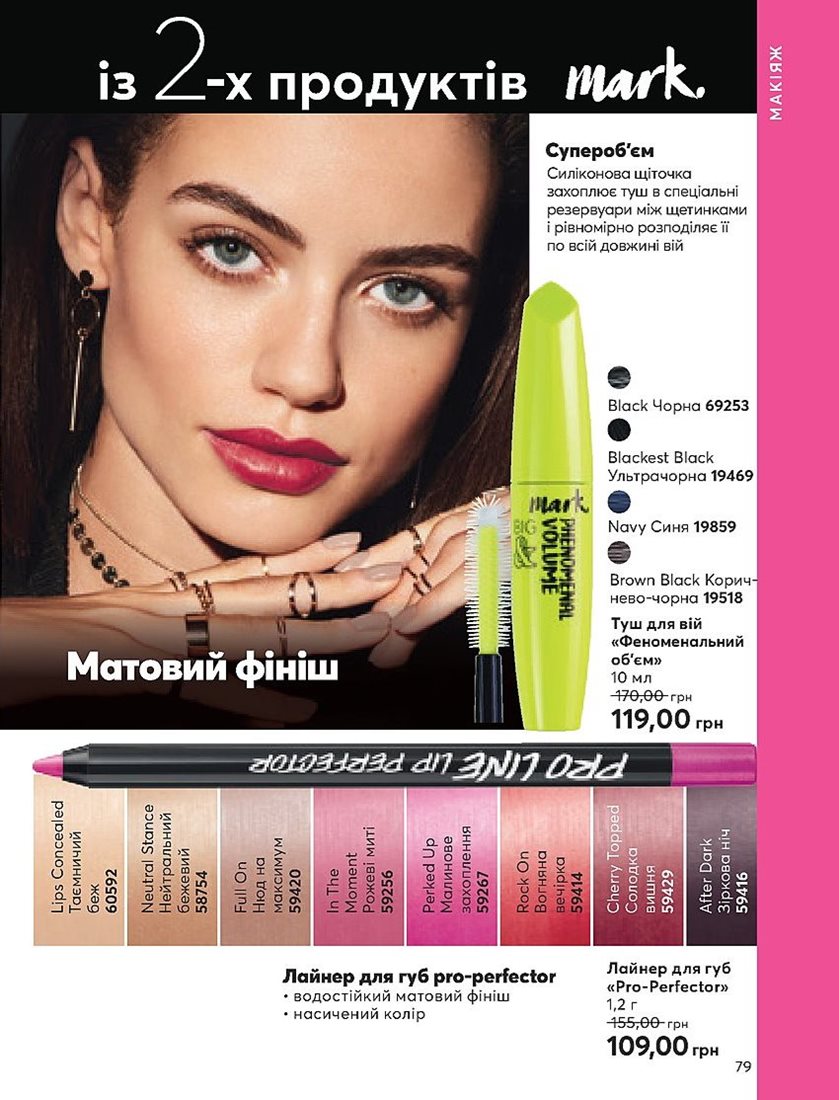 із 2-х продуктів mark.
МАКІЯЖ
Супероб'єм
Силіконова щіточка
захоплює туш в спеціальні
резервуари між щетинками
і рівномірно розподіляє її
по всій довжині вій
Black Чорна 69253
Blackest Black
Ультрачорна 19469
Navy Синя 19859
Brown Black Корич-
нево-чорна 19518
Туш для вій
«Феноменальний
об'єм»
10 мл
170,00 грн
119,00 грн
mark.
BIG
PHENOMENAL
VOLUME
Матовий фініш
PRO LINE LIP PERFECTOR
Lips Concealed
Таємничий
беж
60592
Neutral Stance
Нейтральний
бежевий
58754
Full On
Нюд на
максимум
59420
In The
Moment
Рожеві миті
59256
Perked Up
Малинове
захоплення
59267
Rock On
Вогняна
вечірка
59414
Cherry Topped
Солодка
вишня
59429
After Dark
Зіркова ніч
59416
Лайнер для губ pro-perfector
• водостійкий матовий фініш
• насичений колір
Лайнер для губ
«Pro-Perfector»
1,2 г
155,00 грн
109,00 грн
79